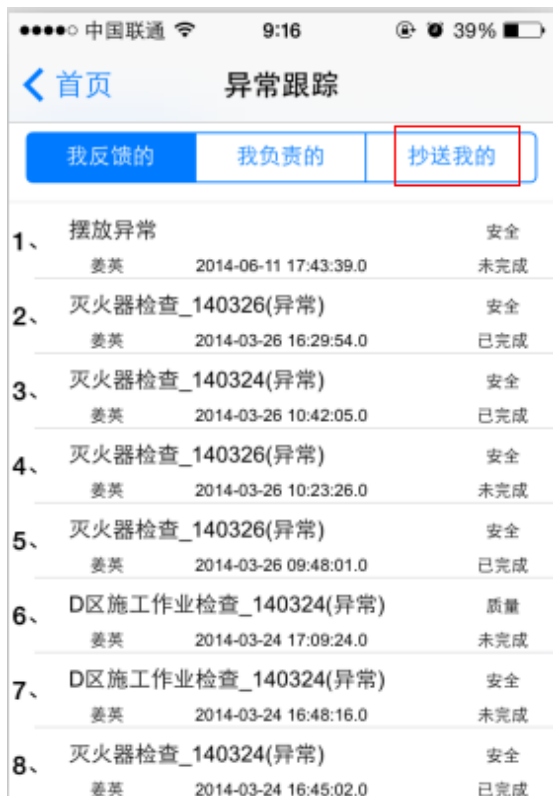 中国联通 9:16 39%
首页 异常跟踪
我反馈的 我负责的 抄送我的
1、 摆放异常 安全
姜英 2014-06-11 17:43:39.0 未完成
2、 灭火器检查_140326(异常) 安全
姜英 2014-03-26 16:29:54.0 已完成
3、 灭火器检查_140324(异常) 安全
姜英 2014-03-26 10:42:05.0 已完成
4、 灭火器检查_140326(异常) 安全
姜英 2014-03-26 10:23:26.0 未完成
5、 灭火器检查_140326(异常) 安全
姜英 2014-03-26 09:48:01.0 已完成
6、 D区施工作业检查_140324(异常) 质量
姜英 2014-03-24 17:09:24.0 未完成
7、 D区施工作业检查_140324(异常) 安全
姜英 2014-03-24 16:48:16.0 未完成
8、 灭火器检查_140324(异常) 安全
姜英 2014-03-24 16:45:02.0 已完成